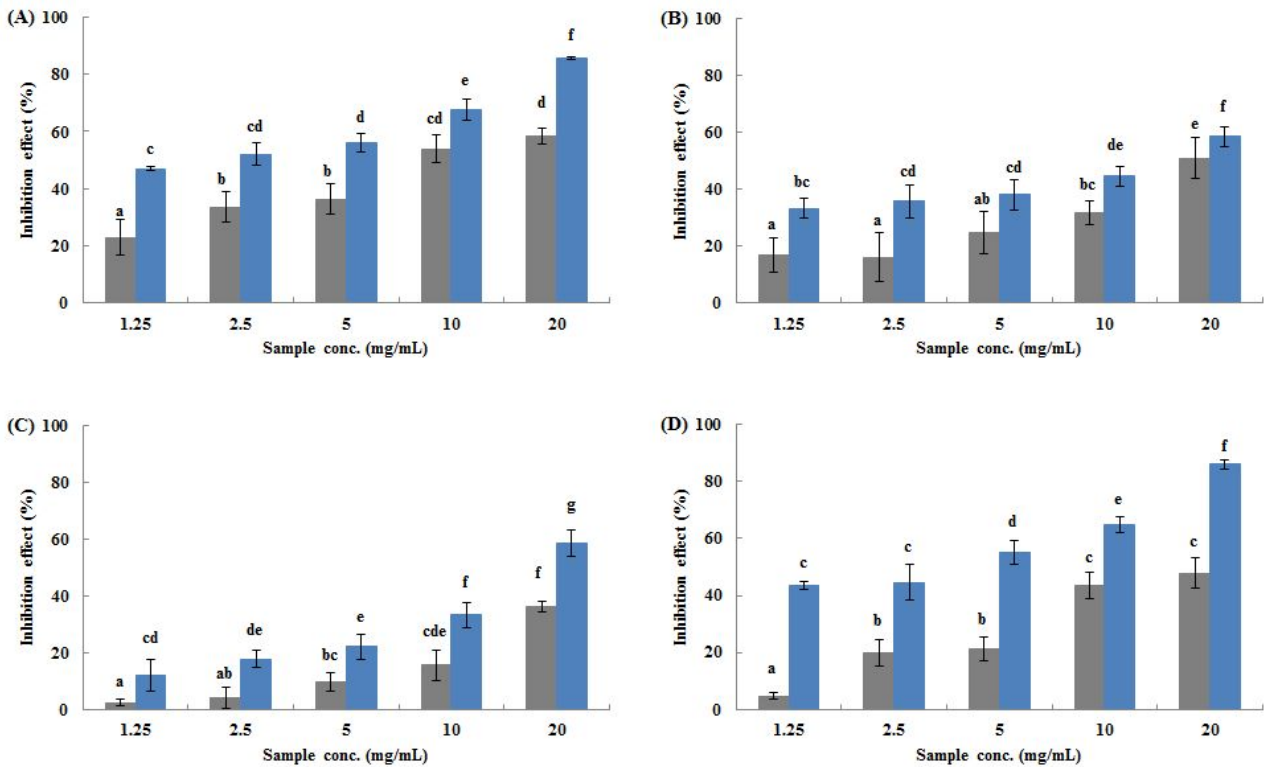 (A)
Inhibition effect (%)
100
80
60
40
20
0
a
c
b
cd
b
d
cd
e
d
f
1.25 2.5 5 10 20
Sample conc. (mg/mL)
(B)
Inhibition effect (%)
100
80
60
40
20
0
a
bc
a
cd
ab
cd
bc
de
e
f
1.25 2.5 5 10 20
Sample conc. (mg/mL)
(C)
Inhibition effect (%)
100
80
60
40
20
0
a
cd
ab
de
bc
e
cde
f
f
g
1.25 2.5 5 10 20
Sample conc. (mg/mL)
(D)
Inhibition effect (%)
100
80
60
40
20
0
a
c
b
c
b
d
c
e
c
f
1.25 2.5 5 10 20
Sample conc. (mg/mL)